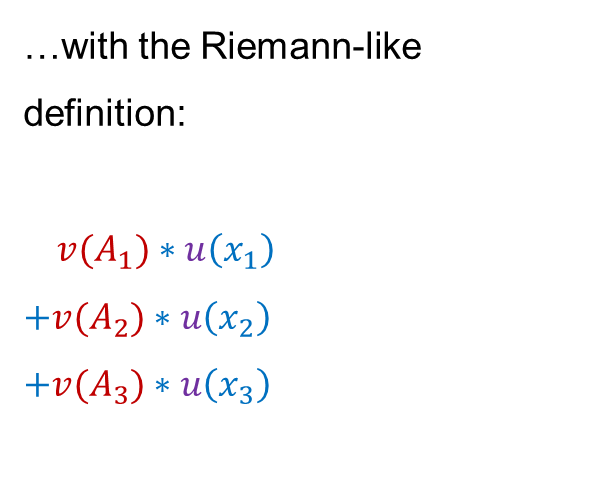 …with the Riemann-like
definition:
𝑣(𝐴₁) ∗ 𝑢(𝑥₁)
+𝑣(𝐴₂) ∗ 𝑢(𝑥₂)
+𝑣(𝐴₃) ∗ 𝑢(𝑥₃)